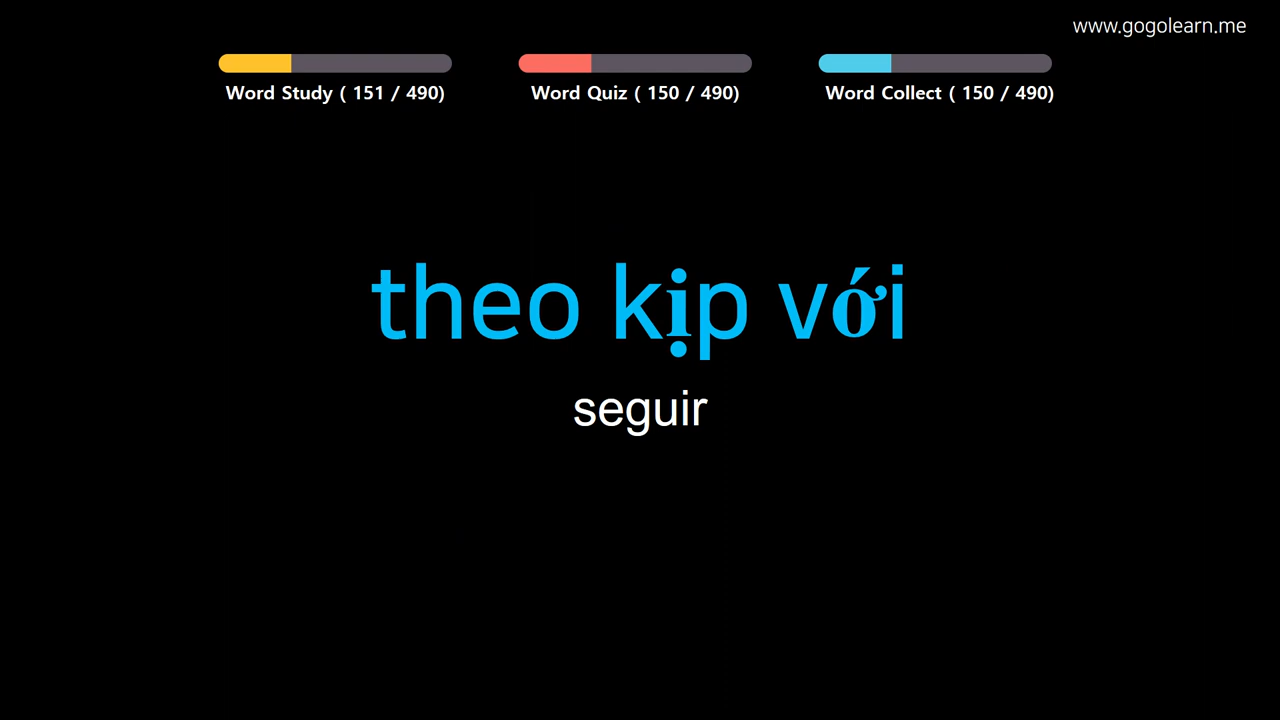 www.gogolearn.me
Word Study ( 151 / 490)
Word Quiz ( 150 / 490)
Word Collect ( 150 / 490)
theo kịp với
seguir